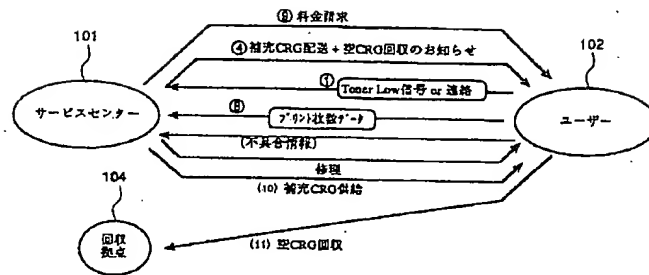 ⑨ 料金請求
101
④ 補充CRG配送 + 空CRG回収のお知らせ
102
① Toner Low信号 or 連絡
サービスセンター
⑧ プリント枚数データ
ユーザー
(不具合情報)
修理
104
(10) 補充CRG供給
回収
拠点
(11) 空CRG回収